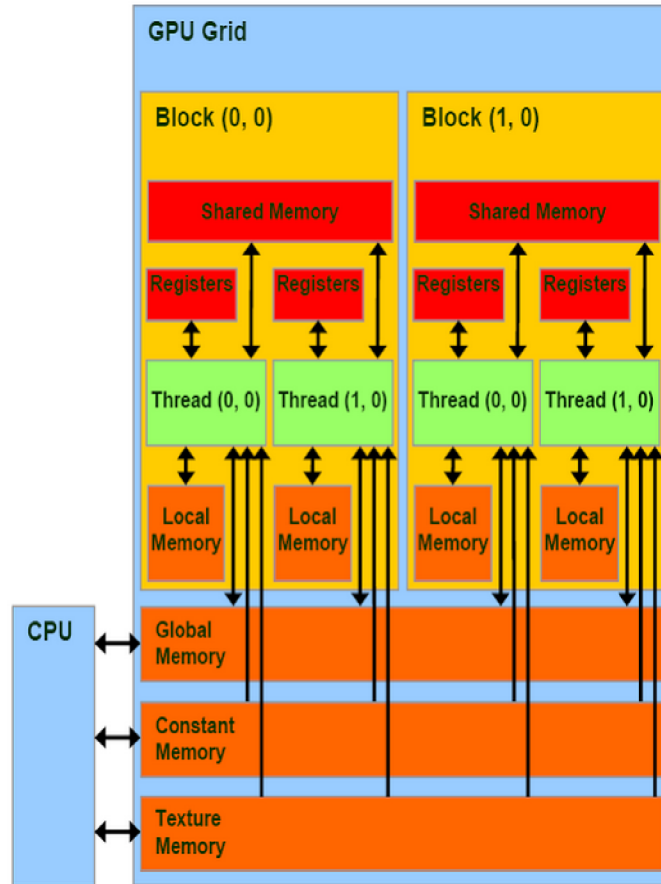 GPU Grid
Block (0, 0)
Block (1, 0)
Shared Memory
Shared Memory
Registers
Registers
Registers
Registers
Thread (0, 0)
Thread (1, 0)
Thread (0, 0)
Thread (1, 0)
Local
Memory
Local
Memory
Local
Memory
Local
Memory
CPU
Global
Memory
Constant
Memory
Texture
Memory